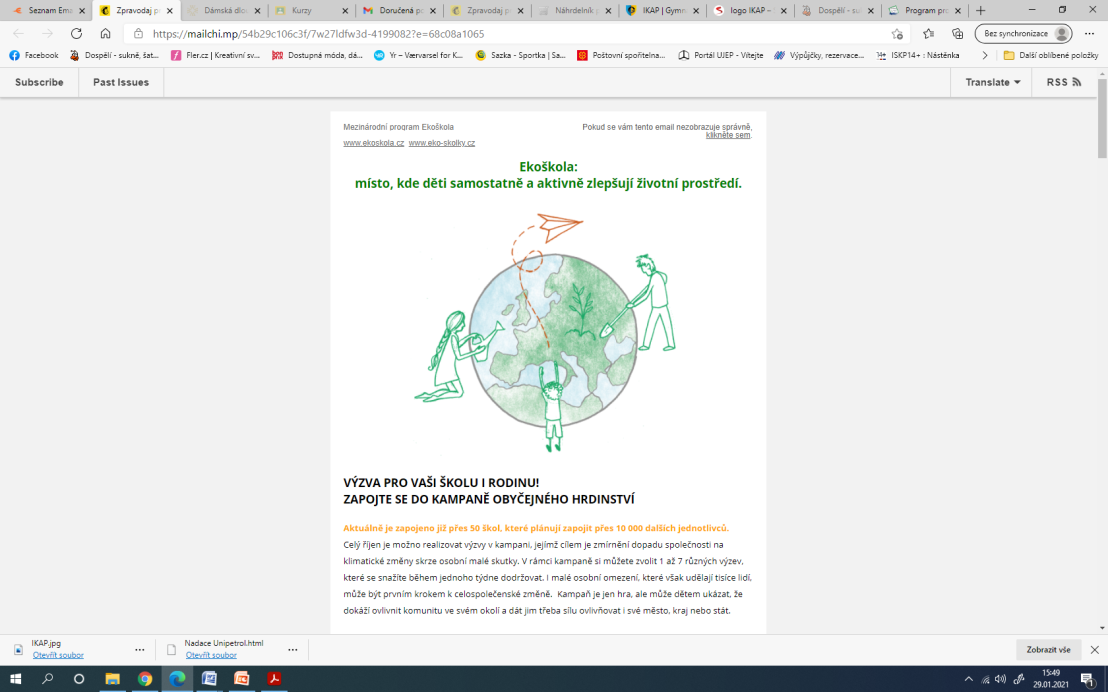 Seznam Ema
Zpravodaj p
Dámská dlo
Kurzy
Doručená po
Zpravodaj p
Náhrdelník j
IKAP | Gymn
logo IKAP –
Dospělí - su
Program pro
https://mailchi.mp/54b29c106c3f/7w27ldfw3d-4199082?e=68c08a1065
Bez synchronizace
Facebook
Dospělí - sukně, šat...
Fler.cz | Kreativní sv...
Dostupná móda, dá...
Yr – Værvarsel for K...
Sazka - Sportka | Sa...
Poštovní spořitelna...
Portál UJEP - Vítejte
Výpůjčky, rezervace...
ISKP14+ : Nástěnka
Další oblíbené položky
Subscribe
Past Issues
Translate
RSS
Mezinárodní program Ekoškola
www.ekoskola.cz www.eko-skolky.cz
Pokud se vám tento email nezobrazuje správně,
klikněte sem.
Ekoškola:
místo, kde děti samostatně a aktivně zlepšují životní prostředí.
VÝZVA PRO VAŠI ŠKOLU I RODINU!
ZAPOJTE SE DO KAMPANĚ OBYČEJNÉHO HRDINSTVÍ
Aktuálně je zapojeno již přes 50 škol, které plánují zapojit přes 10 000 dalších jednotlivců.
Celý říjen je možno realizovat výzvy v kampani, jejímž cílem je zmírnění dopadu společnosti na
klimatické změny skrze osobní malé skutky. V rámci kampaně si můžete zvolit 1 až 7 různých výzev,
které se snažíte během jednoho týdne dodržovat. I malé osobní omezení, které však udělají tisíce lidí,
může být prvním krokem k celospolečenské změně. Kampaň je jen hra, ale může dětem ukázat, že
dokáží ovlivnit komunitu ve svém okolí a dát jim třeba sílu ovlivňovat i své město, kraj nebo stát.
IKAP.jpg
Otevřít soubor
Nadace Unipetrol.html
Otevřít soubor
Zobrazit vše
15:49
29.01.2021
1